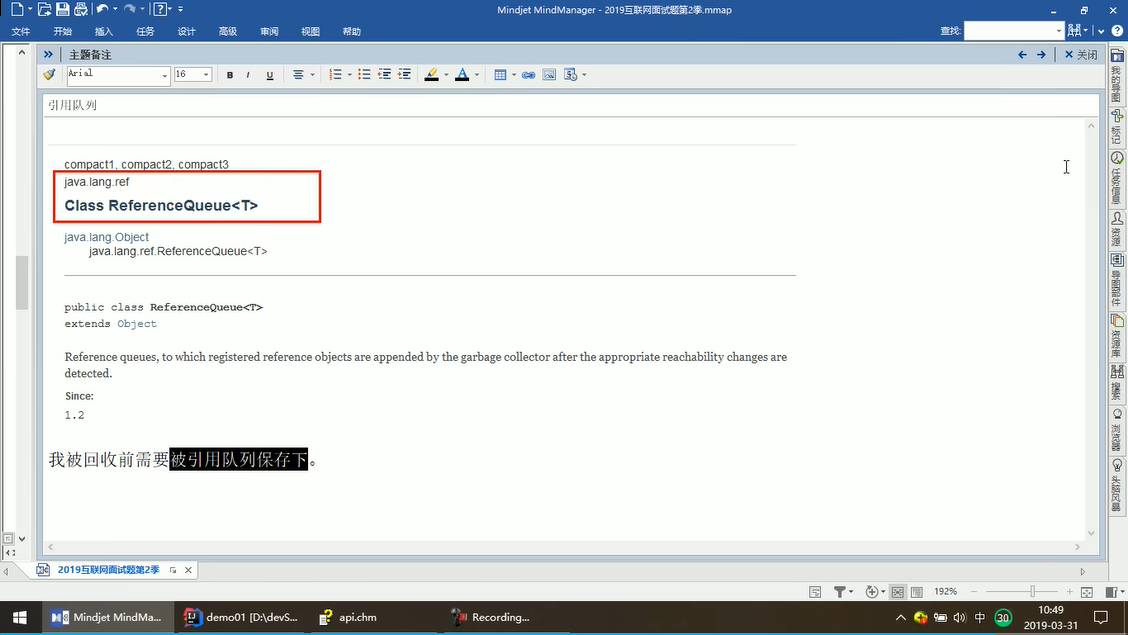 Mindjet MindManager - 2019互联网面试题第2季.mmap
文件 开始 插入 任务 设计 高级 审阅 视图 帮助 查找:
主题备注 关闭
Arial 16 B I U
引用队列
compact1, compact2, compact3
java.lang.ref
Class ReferenceQueue<T>
java.lang.Object
java.lang.ref.ReferenceQueue<T>
public class ReferenceQueue<T>
extends Object
Reference queues, to which registered reference objects are appended by the garbage collector after the appropriate reachability changes are
detected.
Since:
1.2
我被回收前需要被引用队列保存下。
我的导图
标记
任务信息
资源
导图部件
资源库
搜索
浏览器
头脑风暴
2019互联网面试题第2季
192%
Mindjet MindMa... demo01 [D:\devS... api.chm Recording... 中 30 10:49
2019-03-31